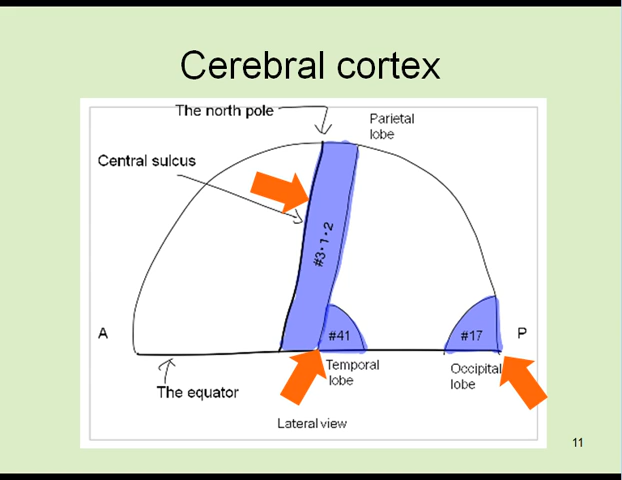 Cerebral cortex
The north pole
Parietal
lobe
Central sulcus
#3・1・2
A
#41
#17
P
Temporal
lobe
Occipital
lobe
The equator
Lateral view
11